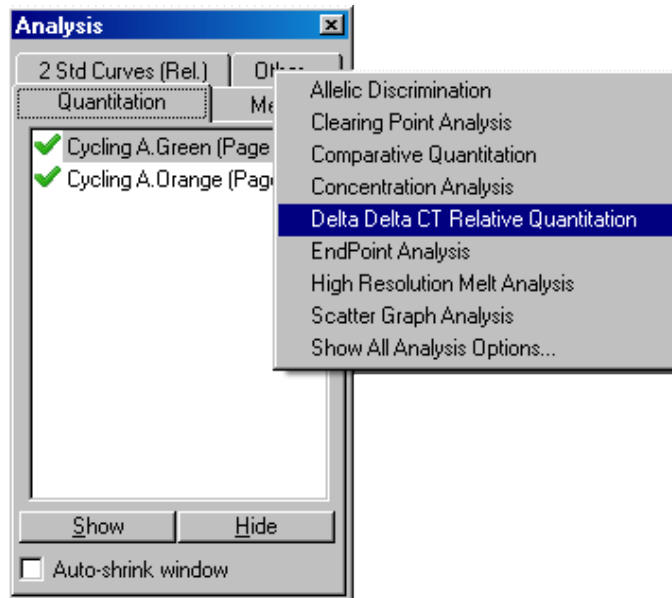 Analysis
2 Std Curves (Rel.)
Other
Quantitation
Me
Cycling A.Green (Page
Cycling A.Orange (Page
Allelic Discrimination
Clearing Point Analysis
Comparative Quantitation
Concentration Analysis
Delta Delta CT Relative Quantitation
EndPoint Analysis
High Resolution Melt Analysis
Scatter Graph Analysis
Show All Analysis Options...
Show
Hide
Auto-shrink window